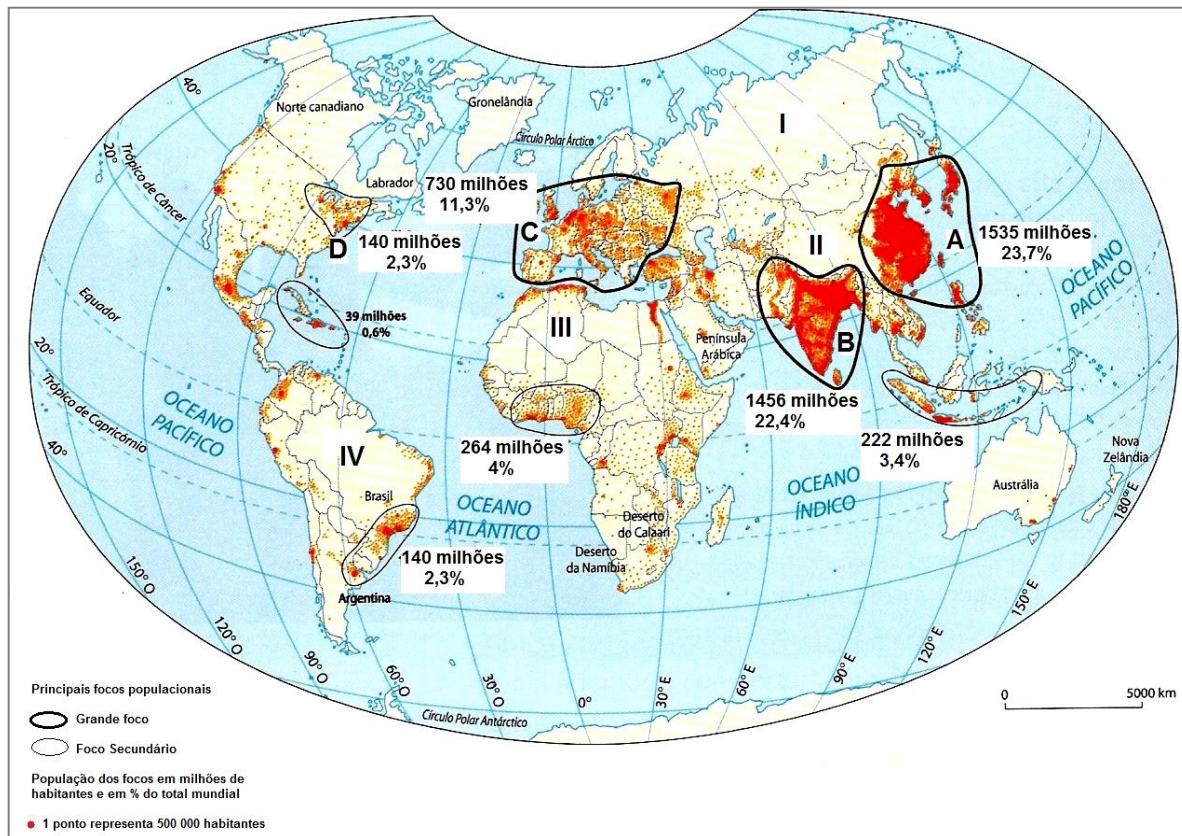 Norte canadiano
Gronelândia
Círculo Polar Árctico
I
40°
20°
Trópico de Câncer
Labrador
730 milhões
11,3%
C
D
140 milhões
2,3%
II
A
1535 milhões
23,7%
OCEANO
PACÍFICO
Equador
39 milhões
0,6%
III
Península
Arábica
B
1456 milhões
22,4%
20°
Trópico de Capricórnio
40°
OCEANO
PACÍFICO
264 milhões
4%
222 milhões
3,4%
Nova
Zelândia
IV
Brasil
OCEANO
ATLÂNTICO
OCEANO
ÍNDICO
Austrália
180° E
Deserto
do Calaari
Deserto
da Namíbia
140 milhões
2,3%
Argentina
150° O
120° O
90° O
60° O
0°
30° E
60° E
90° E
120° E
150° E
Círculo Polar Antárctico
0 5000 km
Principais focos populacionais
Grande foco
Foco Secundário
População dos focos em milhões de
habitantes e em % do total mundial
1 ponto representa 500 000 habitantes